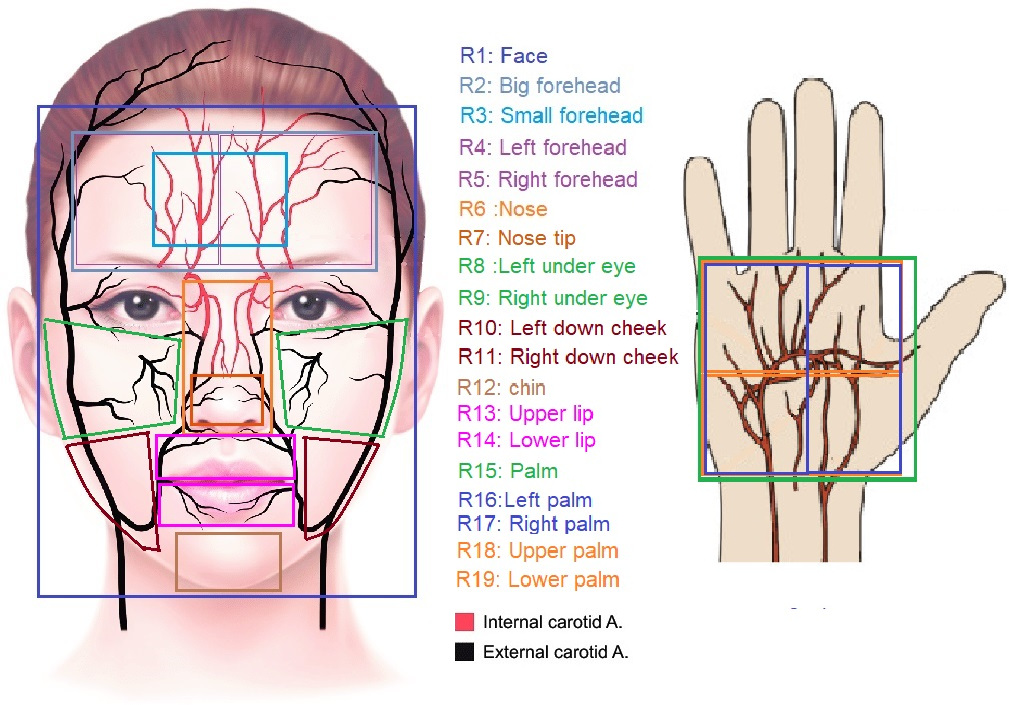 R1: Face
R2: Big forehead
R3: Small forehead
R4: Left forehead
R5: Right forehead
R6 :Nose
R7: Nose tip
R8 :Left under eye
R9: Right under eye
R10: Left down cheek
R11: Right down cheek
R12: chin
R13: Upper lip
R14: Lower lip
R15: Palm
R16:Left palm
R17: Right palm
R18: Upper palm
R19: Lower palm
Internal carotid A.
External carotid A.